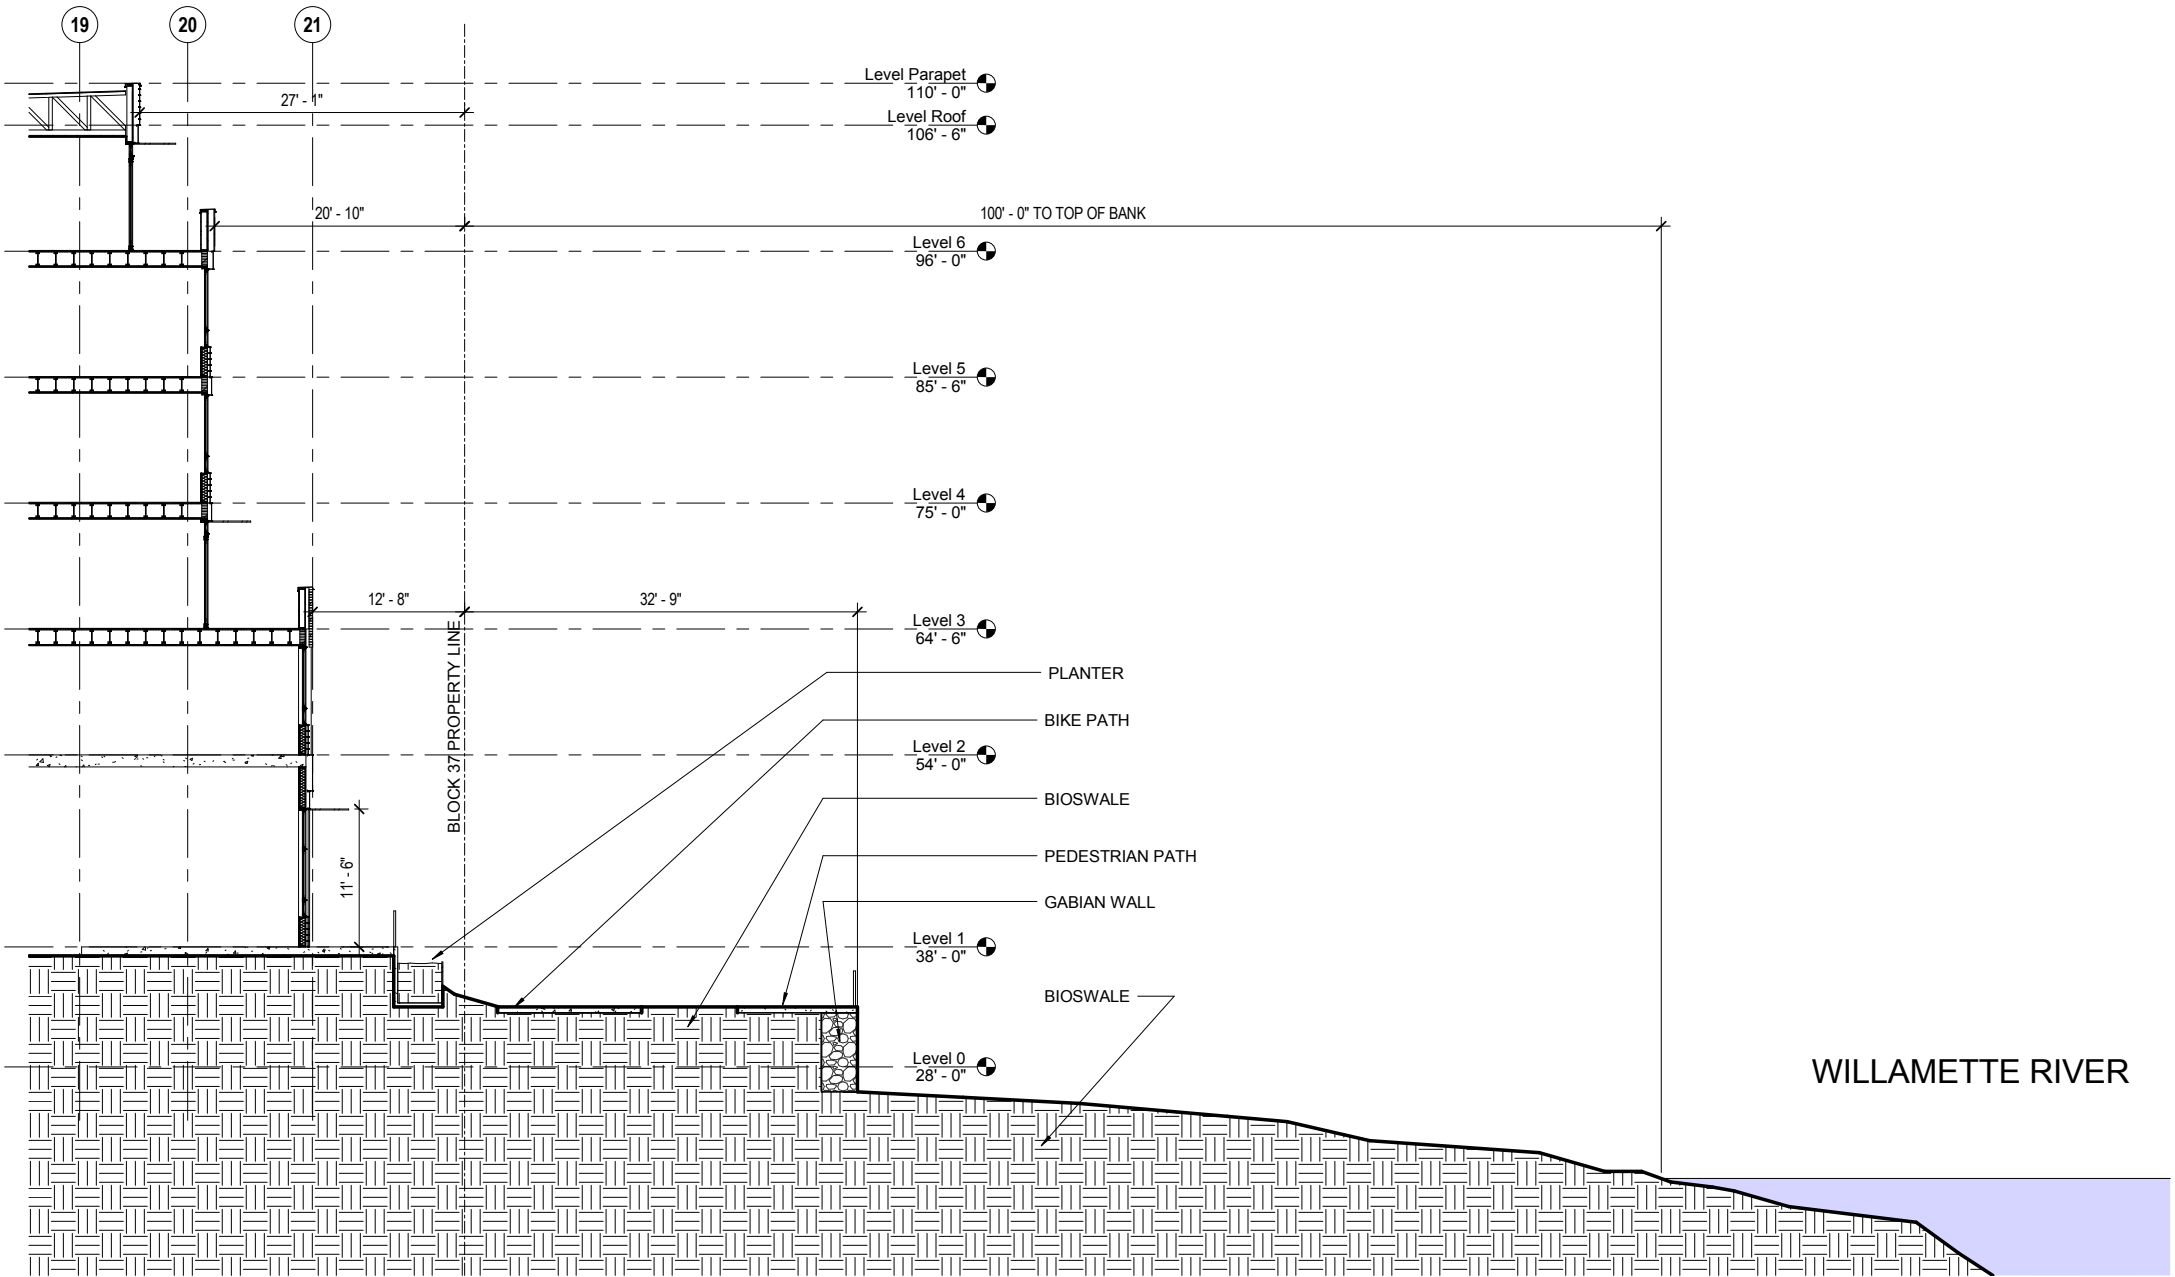 19 20 21
Level Parapet
110' - 0"
27' - 1"
Level Roof
106' - 6"
20' - 10"
100' - 0" TO TOP OF BANK
Level 6
96' - 0"
Level 5
85' - 6"
Level 4
75' - 0"
12' - 8"
32' - 9"
Level 3
64' - 6"
BLOCK 37 PROPERTY LINE
PLANTER
BIKE PATH
Level 2
54' - 0"
BIOSWALE
11' - 6"
PEDESTRIAN PATH
GABIAN WALL
Level 1
38' - 0"
BIOSWALE
Level 0
28' - 0"
WILLAMETTE RIVER